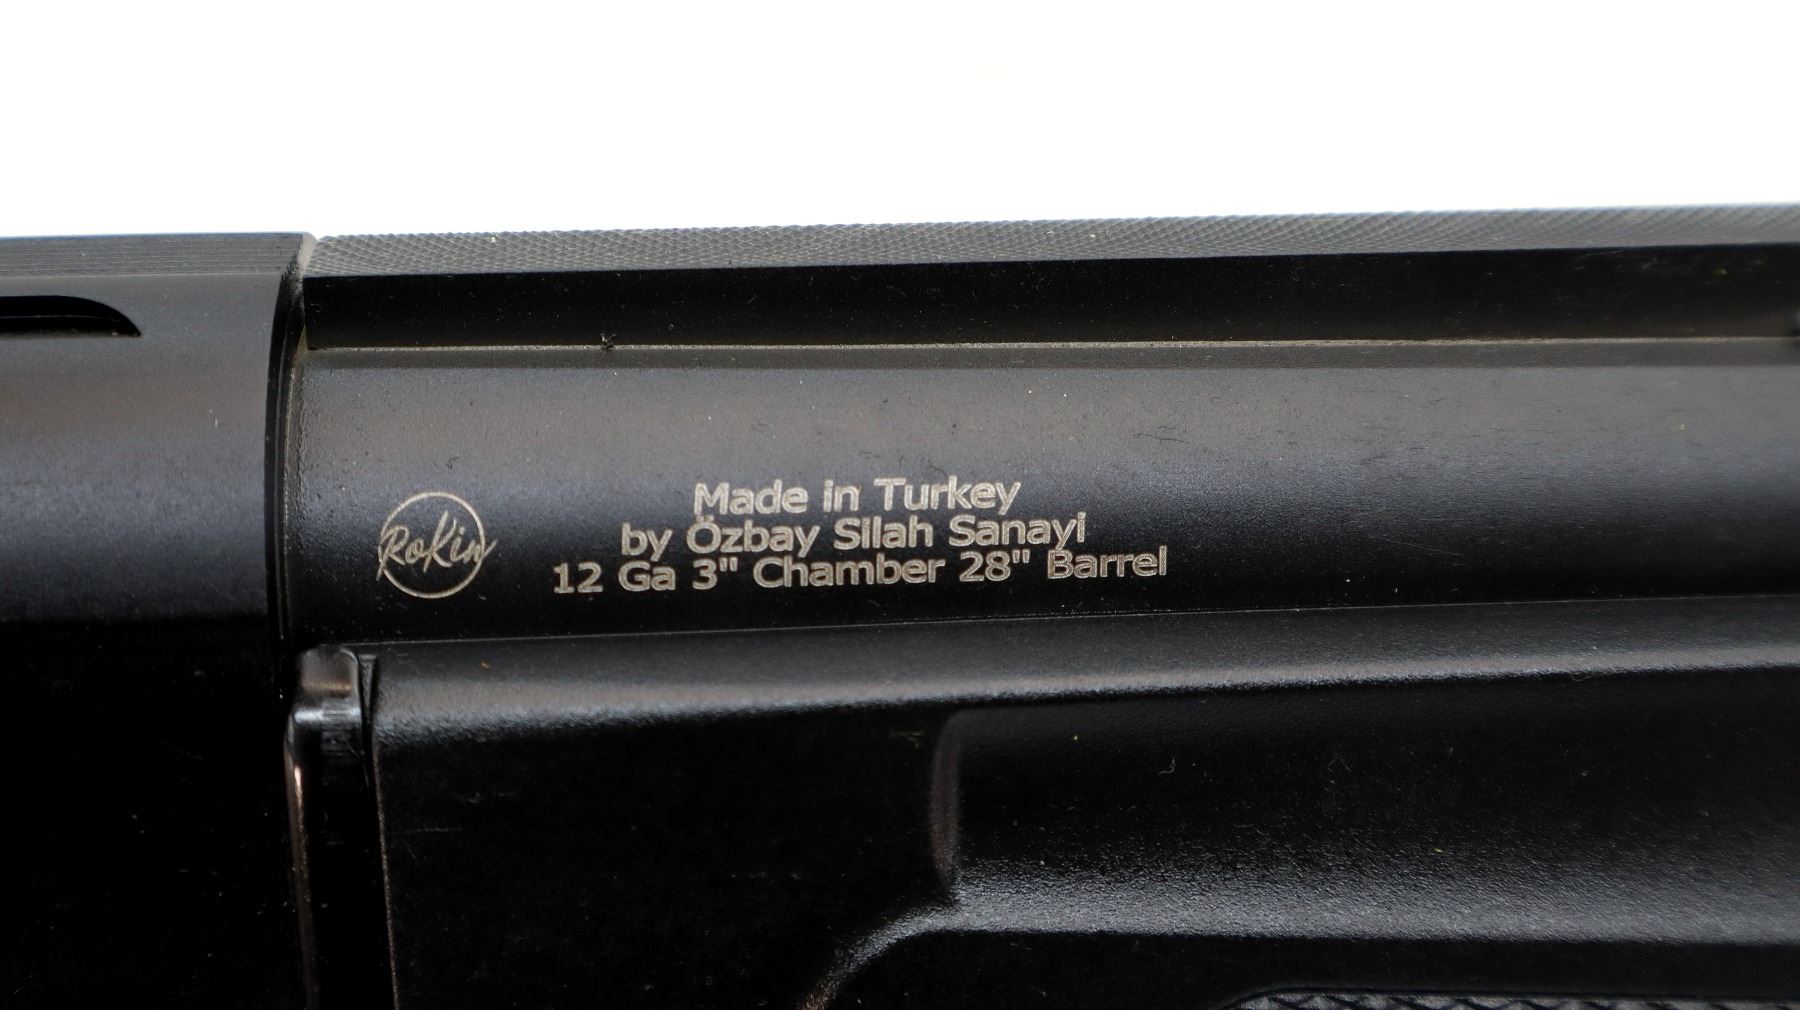 RoKin
Made in Turkey
by Özbay Silah Sanayi
12 Ga 3" Chamber 28" Barrel